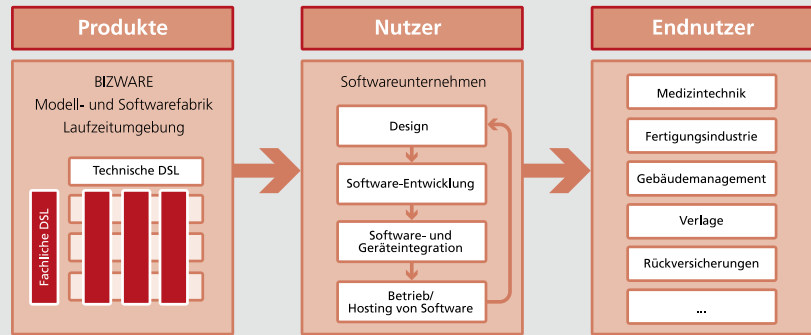 Produkte
BIZWARE
Modell- und Softwarefabrik
Laufzeitumgebung
Technische DSL
Fachliche DSL
Nutzer
Softwareunternehmen
Design
Software-Entwicklung
Software- und
Geräteintegration
Betrieb/
Hosting von Software
Endnutzer
Medizintechnik
Fertigungsindustrie
Gebäudemanagement
Verlage
Rückversicherungen
...